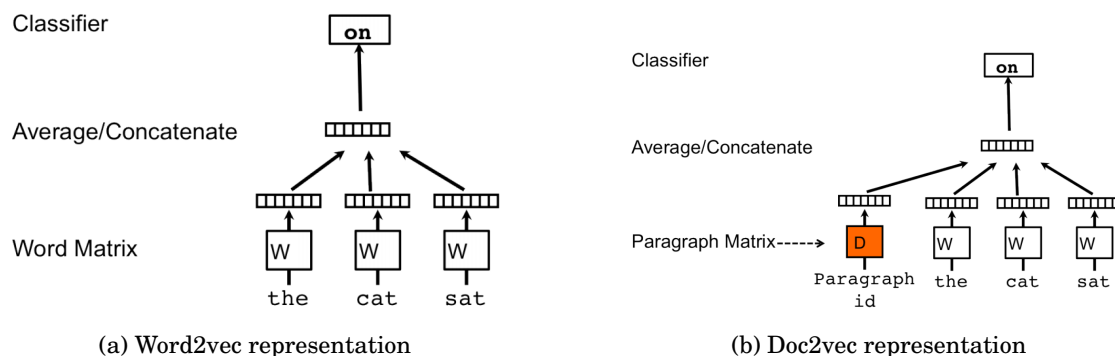 Classifier
on
Average/Concatenate
Word Matrix
W W W
the cat sat
(a) Word2vec representation
Classifier
on
Average/Concatenate
Paragraph Matrix
D W W W
Paragraph id the cat sat
(b) Doc2vec representation